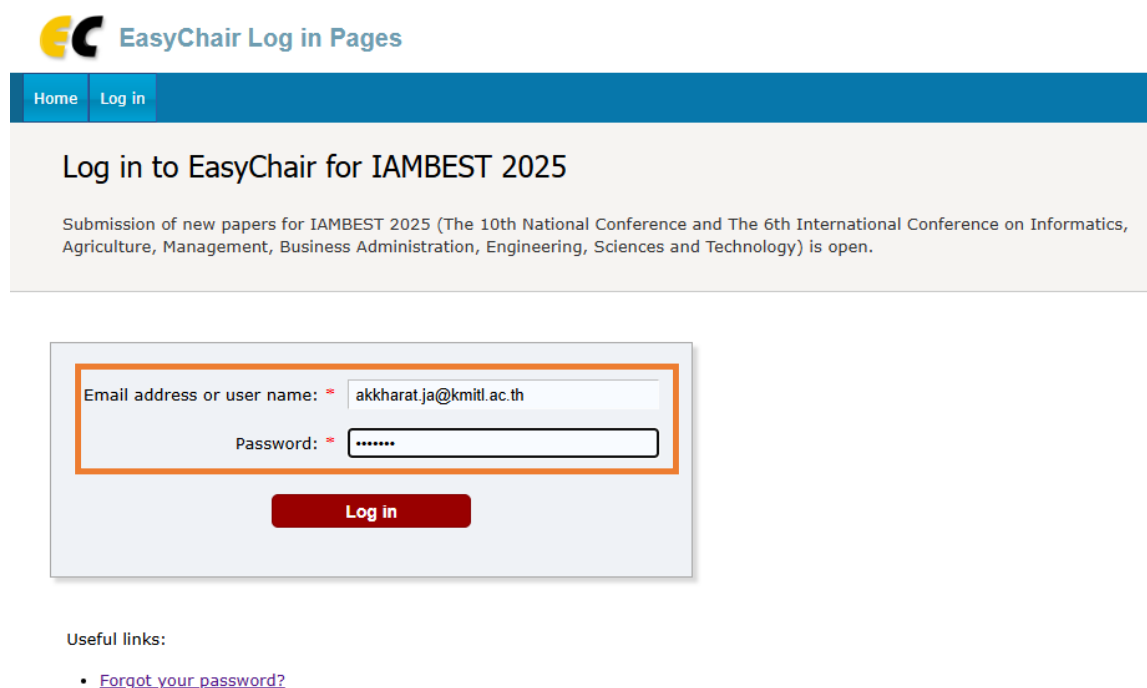 EC EasyChair Log in Pages
Home Log in
Log in to EasyChair for IAMBEST 2025
Submission of new papers for IAMBEST 2025 (The 10th National Conference and The 6th International Conference on Informatics,
Agriculture, Management, Business Administration, Engineering, Sciences and Technology) is open.
Email address or user name: * akkharat.ja@kmitl.ac.th
Password: * •••••••
Log in
Useful links:
• Forgot your password?